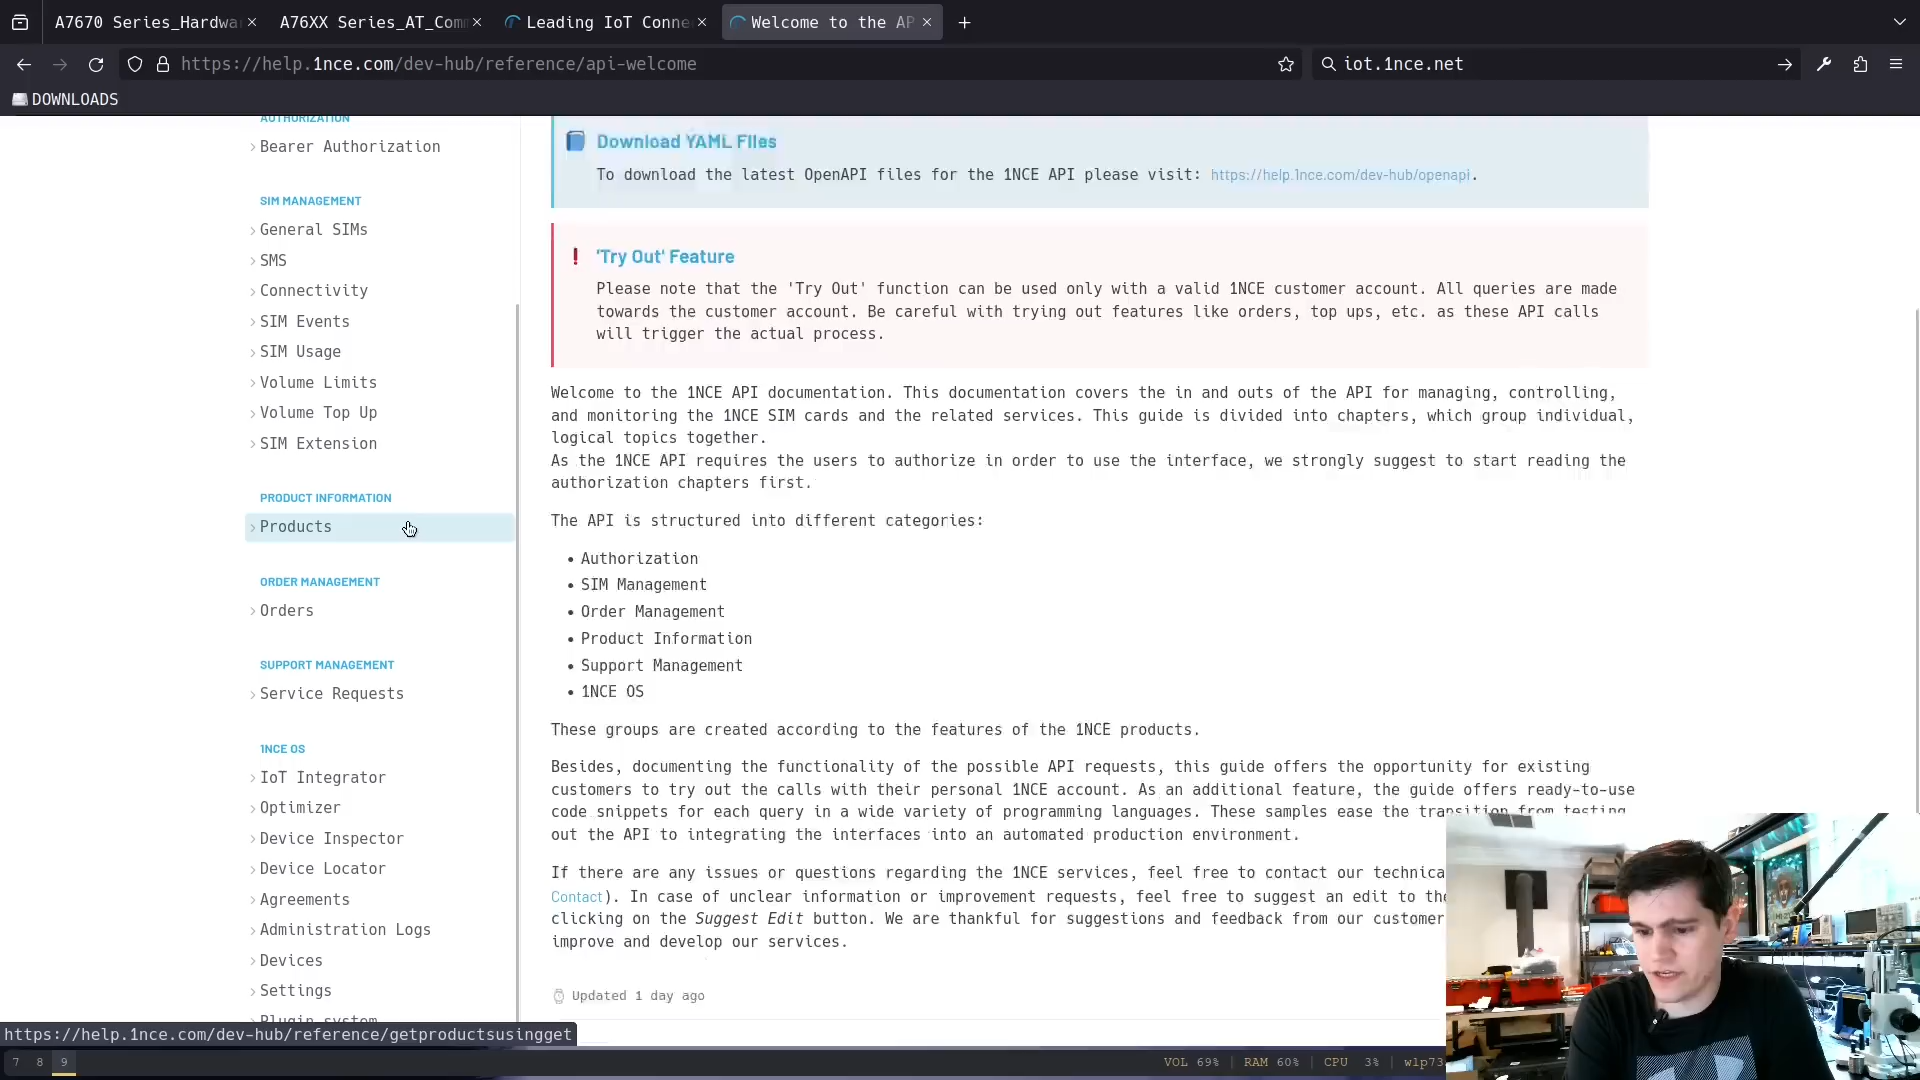 A7670 Series_Hardwa
A76XX Series_AT_Com
Leading IoT Conne
Welcome to the AP
https://help.1nce.com/dev-hub/reference/api-welcome
iot.1nce.net
DOWNLOADS
AUTHORIZATION
Bearer Authorization
SIM MANAGEMENT
General SIMs
SMS
Connectivity
SIM Events
SIM Usage
Volume Limits
Volume Top Up
SIM Extension
PRODUCT INFORMATION
Products
ORDER MANAGEMENT
Orders
SUPPORT MANAGEMENT
Service Requests
1NCE OS
IoT Integrator
Optimizer
Device Inspector
Device Locator
Agreements
Administration Logs
Devices
Settings
Plugin system
Download YAML Files
To download the latest OpenAPI files for the 1NCE API please visit: https://help.1nce.com/dev-hub/openapi.
'Try Out' Feature
Please note that the 'Try Out' function can be used only with a valid 1NCE customer account. All queries are made
towards the customer account. Be careful with trying out features like orders, top ups, etc. as these API calls
will trigger the actual process.
Welcome to the 1NCE API documentation. This documentation covers the in and outs of the API for managing, controlling,
and monitoring the 1NCE SIM cards and the related services. This guide is divided into chapters, which group individual,
logical topics together.
As the 1NCE API requires the users to authorize in order to use the interface, we strongly suggest to start reading the
authorization chapters first.
The API is structured into different categories:
• Authorization
• SIM Management
• Order Management
• Product Information
• Support Management
• 1NCE OS
These groups are created according to the features of the 1NCE products.
Besides, documenting the functionality of the possible API requests, this guide offers the opportunity for existing
customers to try out the calls with their personal 1NCE account. As an additional feature, the guide offers ready-to-use
code snippets for each query in a wide variety of programming languages. These samples ease the transition from testing
out the API to integrating the interfaces into an automated production environment.
If there are any issues or questions regarding the 1NCE services, feel free to contact our technica
Contact). In case of unclear information or improvement requests, feel free to suggest an edit to the
clicking on the Suggest Edit button. We are thankful for suggestions and feedback from our customer
improve and develop our services.
Updated 1 day ago
https://help.1nce.com/dev-hub/reference/getproductsusingget
7 8 9
VOL 69% | RAM 60% | CPU 3% | wlp73